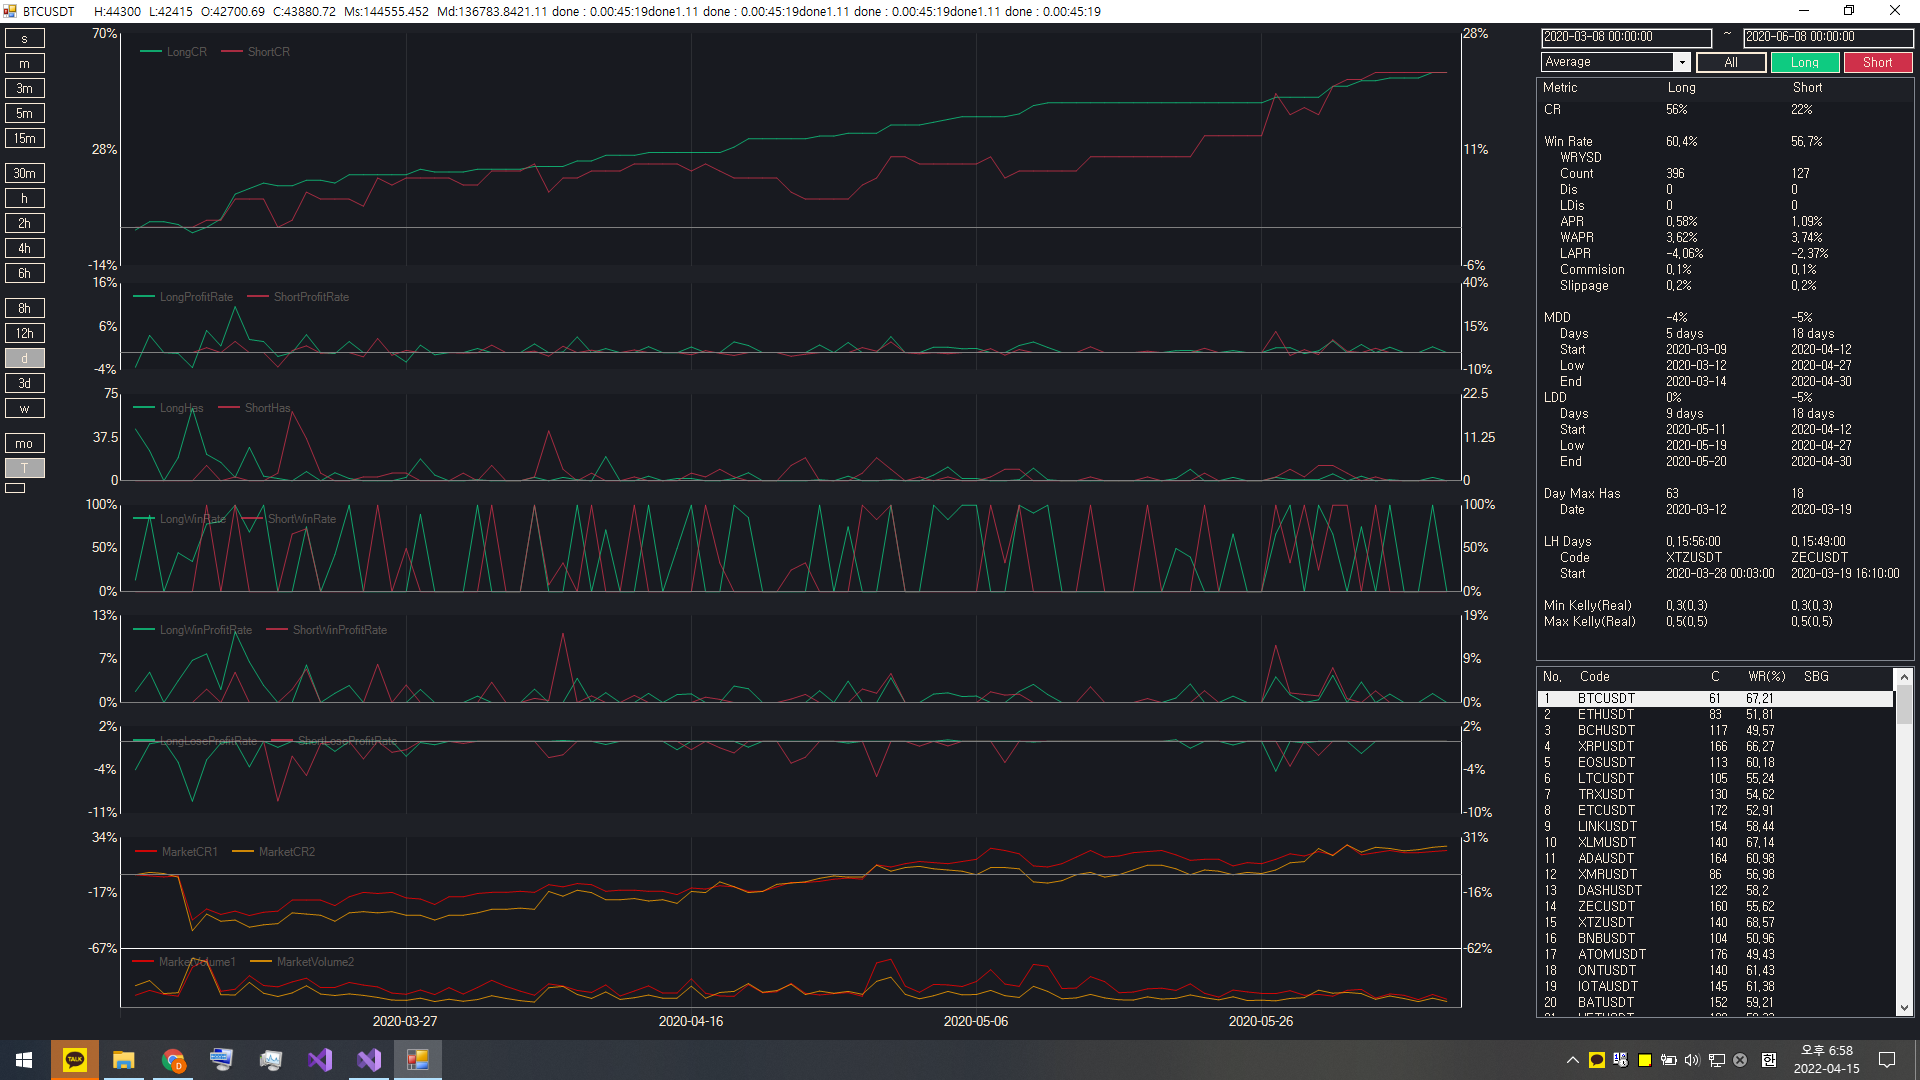 BTCUSDT H:44300 L:42415 O:42700.69 C:43880.72 Ms:144555.452 Md:136783.8421.11 done : 0.00:45:19done1.11 done : 0.00:45:19done1.11 done : 0.00:45:19done1.11 done : 0.00:45:19
s
m
3m
5m
15m
30m
h
2h
4h
6h
8h
12h
d
3d
w
mo
T
70% LongCR ShortCR 28%
28% 11%
-14% -6%
16% LongProfitRate ShortProfitRate 40%
6% 15%
-4% -10%
75 LongHas ShortHas 22.5
37.5 11.25
0 0
100% LongWinRate ShortWinRate 100%
50% 50%
0% 0%
13% LongWinProfitRate ShortWinProfitRate 19%
7% 9%
0% 0%
2% LongLoseProfitRate ShortLoseProfitRate 2%
-4% -4%
-11% -10%
34% MarketCR1 MarketCR2 31%
-17% -16%
-67% -62%
MarketVolume1 MarketVolume2
2020-03-27 2020-04-16 2020-05-06 2020-05-26
2020-03-08 00:00:00 ~ 2020-06-08 00:00:00
Average All Long Short
Metric Long Short
CR 56% 22%
Win Rate 60,4% 56,7%
WRYSD
Count 396 127
Dis 0 0
LDis 0 0
APR 0,58% 1,09%
WAPR 3,62% 3,74%
LAPR -4,06% -2,37%
Commision 0,1% 0,1%
Slippage 0,2% 0,2%
MDD -4% -5%
Days 5 days 18 days
Start 2020-03-09 2020-04-12
Low 2020-03-12 2020-04-27
End 2020-03-14 2020-04-30
LDD 0% -5%
Days 9 days 18 days
Start 2020-05-11 2020-04-12
Low 2020-05-19 2020-04-27
End 2020-05-20 2020-04-30
Day Max Has 63 18
Date 2020-03-12 2020-03-19
LH Days 0,15:56:00 0,15:49:00
Code XTZUSDT ZECUSDT
Start 2020-03-28 00:03:00 2020-03-19 16:10:00
Min Kelly(Real) 0,3(0,3) 0,3(0,3)
Max Kelly(Real) 0,5(0,5) 0,5(0,5)
No, Code C WR(%) SBG
1 BTCUSDT 61 67,21
2 ETHUSDT 83 51,81
3 BCHUSDT 117 49,57
4 XRPUSDT 166 66,27
5 EOSUSDT 113 60,18
6 LTCUSDT 105 55,24
7 TRXUSDT 130 54,62
8 ETCUSDT 172 52,91
9 LINKUSDT 154 58,44
10 XLMUSDT 140 67,14
11 ADAUSDT 164 60,98
12 XMRUSDT 86 56,98
13 DASHUSDT 122 58,2
14 ZECUSDT 160 55,62
15 XTZUSDT 140 68,57
16 BNBUSDT 104 50,96
17 ATOMUSDT 176 49,43
18 ONTUSDT 140 61,43
19 IOTAUSDT 145 61,38
20 BATUSDT 152 59,21
TALK
D
오후 6:58
2022-04-15